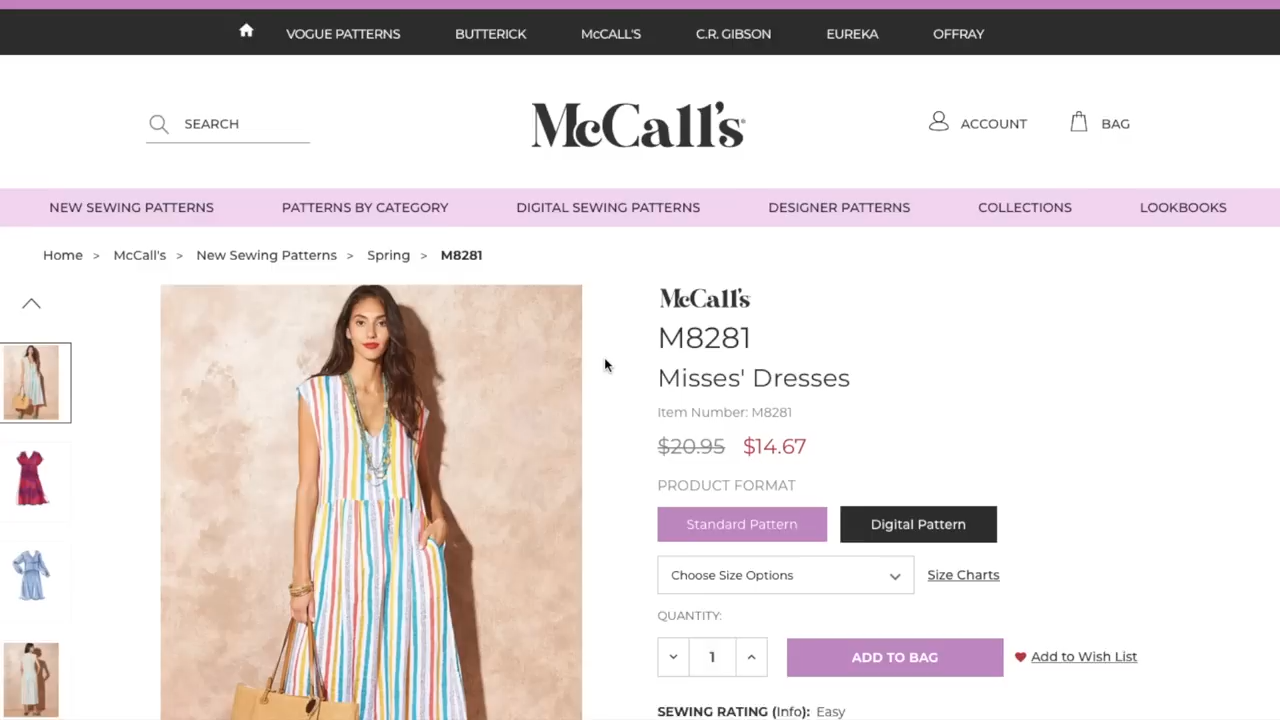 VOGUE PATTERNS BUTTERICK McCALL'S C.R. GIBSON EUREKA OFFRAY
SEARCH
McCall's
ACCOUNT
BAG
NEW SEWING PATTERNS PATTERNS BY CATEGORY DIGITAL SEWING PATTERNS DESIGNER PATTERNS COLLECTIONS LOOKBOOKS
Home > McCall's > New Sewing Patterns > Spring > M8281
McCall's
M8281
Misses' Dresses
Item Number: M8281
$20.95 $14.67
PRODUCT FORMAT
Standard Pattern Digital Pattern
Choose Size Options Size Charts
QUANTITY:
1 ADD TO BAG Add to Wish List
SEWING RATING (Info): Easy